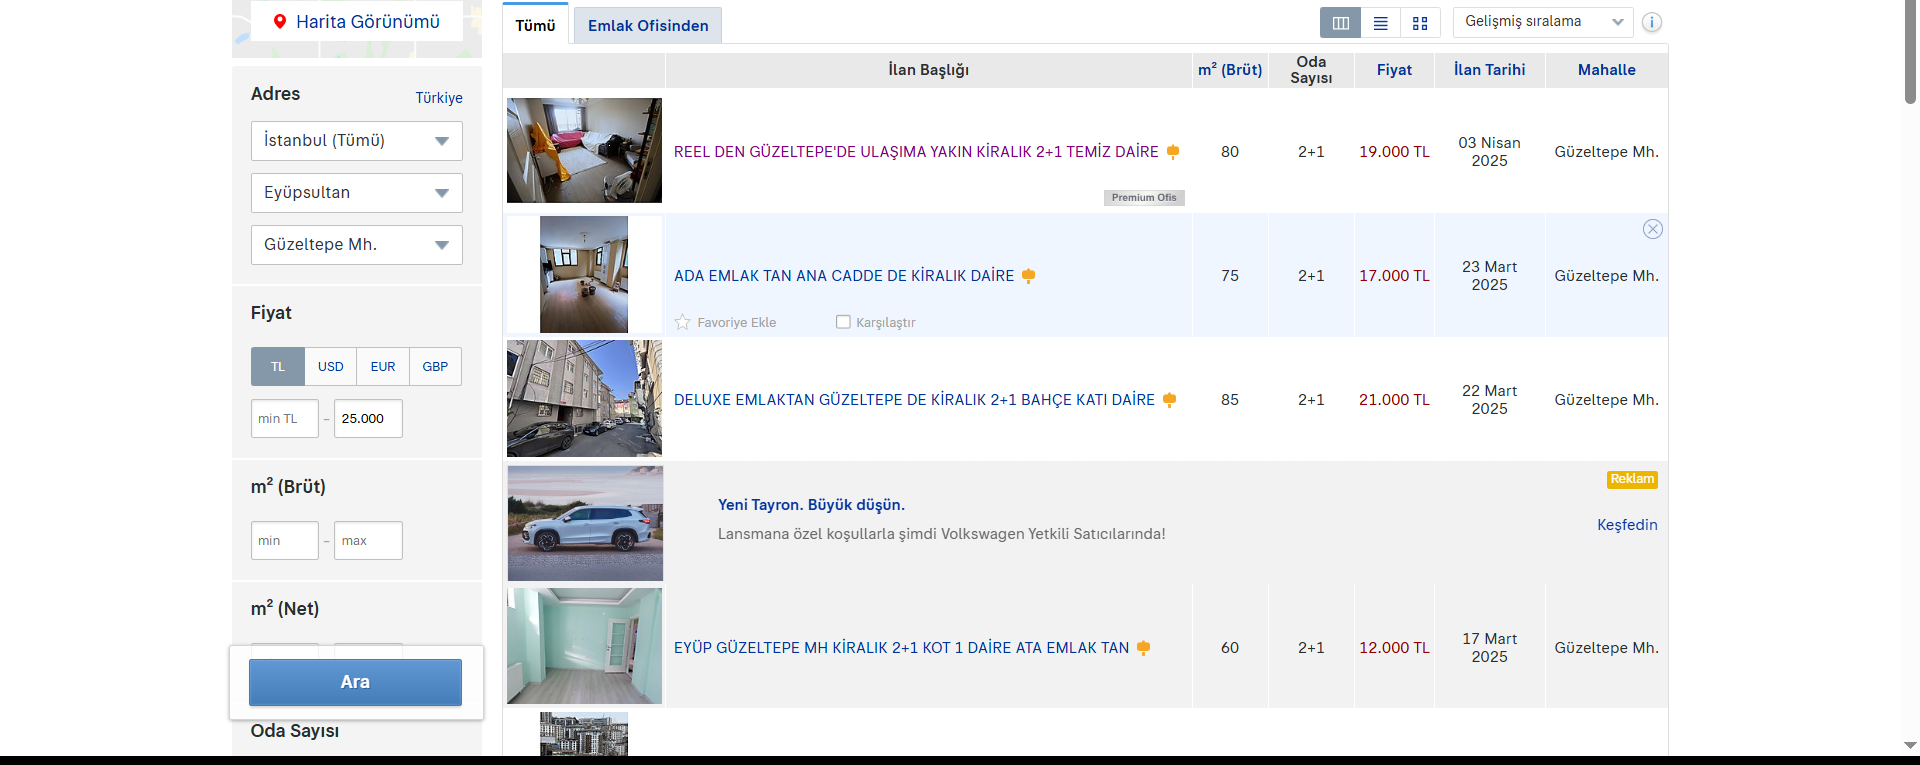 Harita Görünümü
Adres
Türkiye
İstanbul (Tümü)
Eyüpsultan
Güzeltepe Mh.
Fiyat
TL USD EUR GBP
min TL - 25.000
m² (Brüt)
min - max
m² (Net)
Ara
Oda Sayısı
Tümü
Emlak Ofisinden
Gelişmiş sıralama
i
İlan Başlığı m² (Brüt) Oda Sayısı Fiyat İlan Tarihi Mahalle
REEL DEN GÜZELTEPE'DE ULAŞIMA YAKIN KİRALIK 2+1 TEMİZ DAİRE 80 2+1 19.000 TL 03 Nisan 2025 Güzeltepe Mh.
Premium Ofis
ADA EMLAK TAN ANA CADDE DE KİRALIK DAİRE 75 2+1 17.000 TL 23 Mart 2025 Güzeltepe Mh.
Favoriye Ekle Karşılaştır
DELUXE EMLAKTAN GÜZELTEPE DE KİRALIK 2+1 BAHÇE KATI DAİRE 85 2+1 21.000 TL 22 Mart 2025 Güzeltepe Mh.
Reklam
Yeni Tayron. Büyük düşün.
Lansmana özel koşullarla şimdi Volkswagen Yetkili Satıcılarında!
Keşfedin
EYÜP GÜZELTEPE MH KİRALIK 2+1 KOT 1 DAİRE ATA EMLAK TAN 60 2+1 12.000 TL 17 Mart 2025 Güzeltepe Mh.